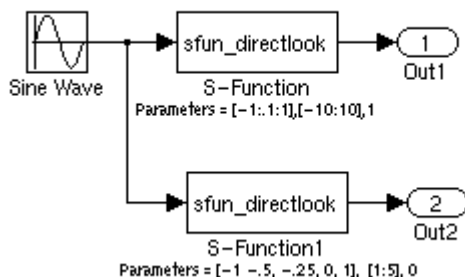 sfun_directlook
1
Sine Wave
S-Function
Out1
Parameters = [-1:.1:1],[-10:10],1
sfun_directlook
2
S-Function1
Out2
Parameters = [-1 -.5, -.25, 0, 1], [1:5], 0